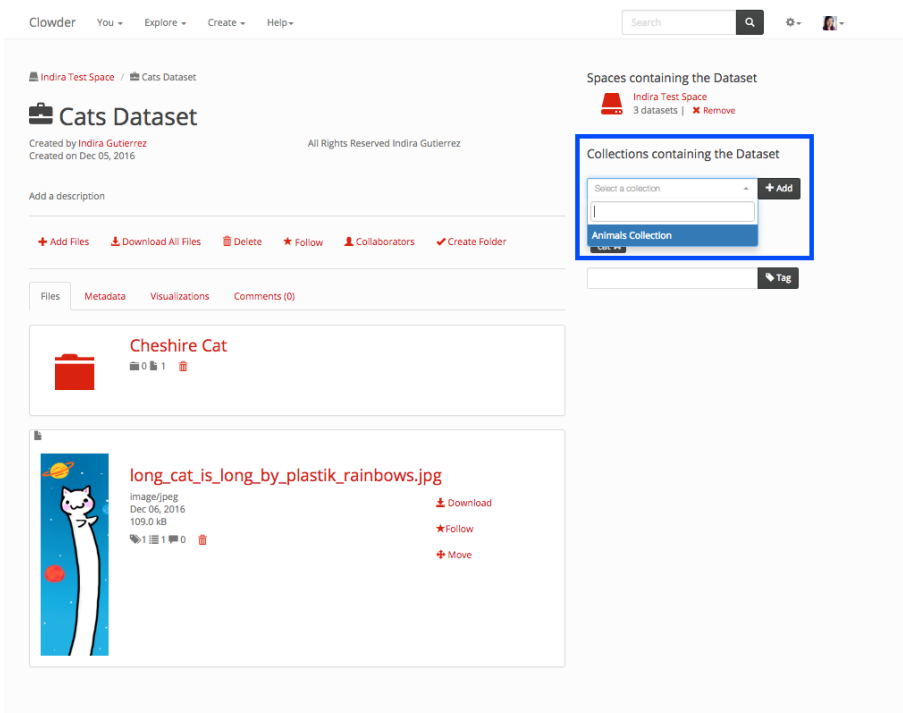 Clowder You Explore Create Help Search
Indira Test Space / Cats Dataset
Cats Dataset
Created by Indira Gutierrez All Rights Reserved Indira Gutierrez
Created on Dec 05, 2016
Add a description
Add Files Download All Files Delete Follow Collaborators Create Folder
Files Metadata Visualizations Comments (0)
Cheshire Cat
0 1
long_cat_is_long_by_plastik_rainbows.jpg
image/jpeg
Dec 06, 2016
109.0 kB
1 1 0
Download
Follow
Move
Spaces containing the Dataset
Indira Test Space
3 datasets | Remove
Collections containing the Dataset
Select a collection Add
Animals Collection
Tag